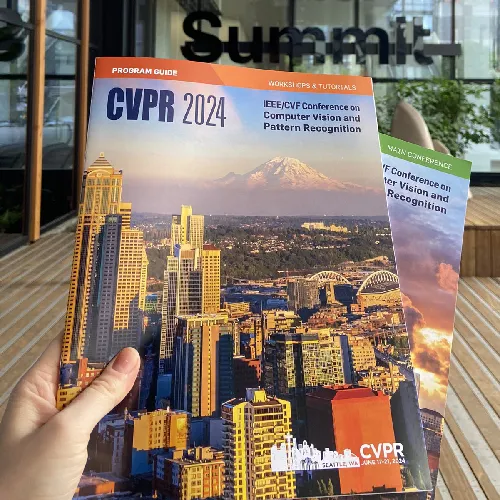 Summit
PROGRAM GUIDE
WORKSHOPS & TUTORIALS
CVPR 2024
IEEE/CVF Conference on
Computer Vision and
Pattern Recognition
MAIN CONFERENCE
/F Conference on
er Vision and
Recognition
SEATTLE, WA
CVPR
JUNE 17-21, 2024